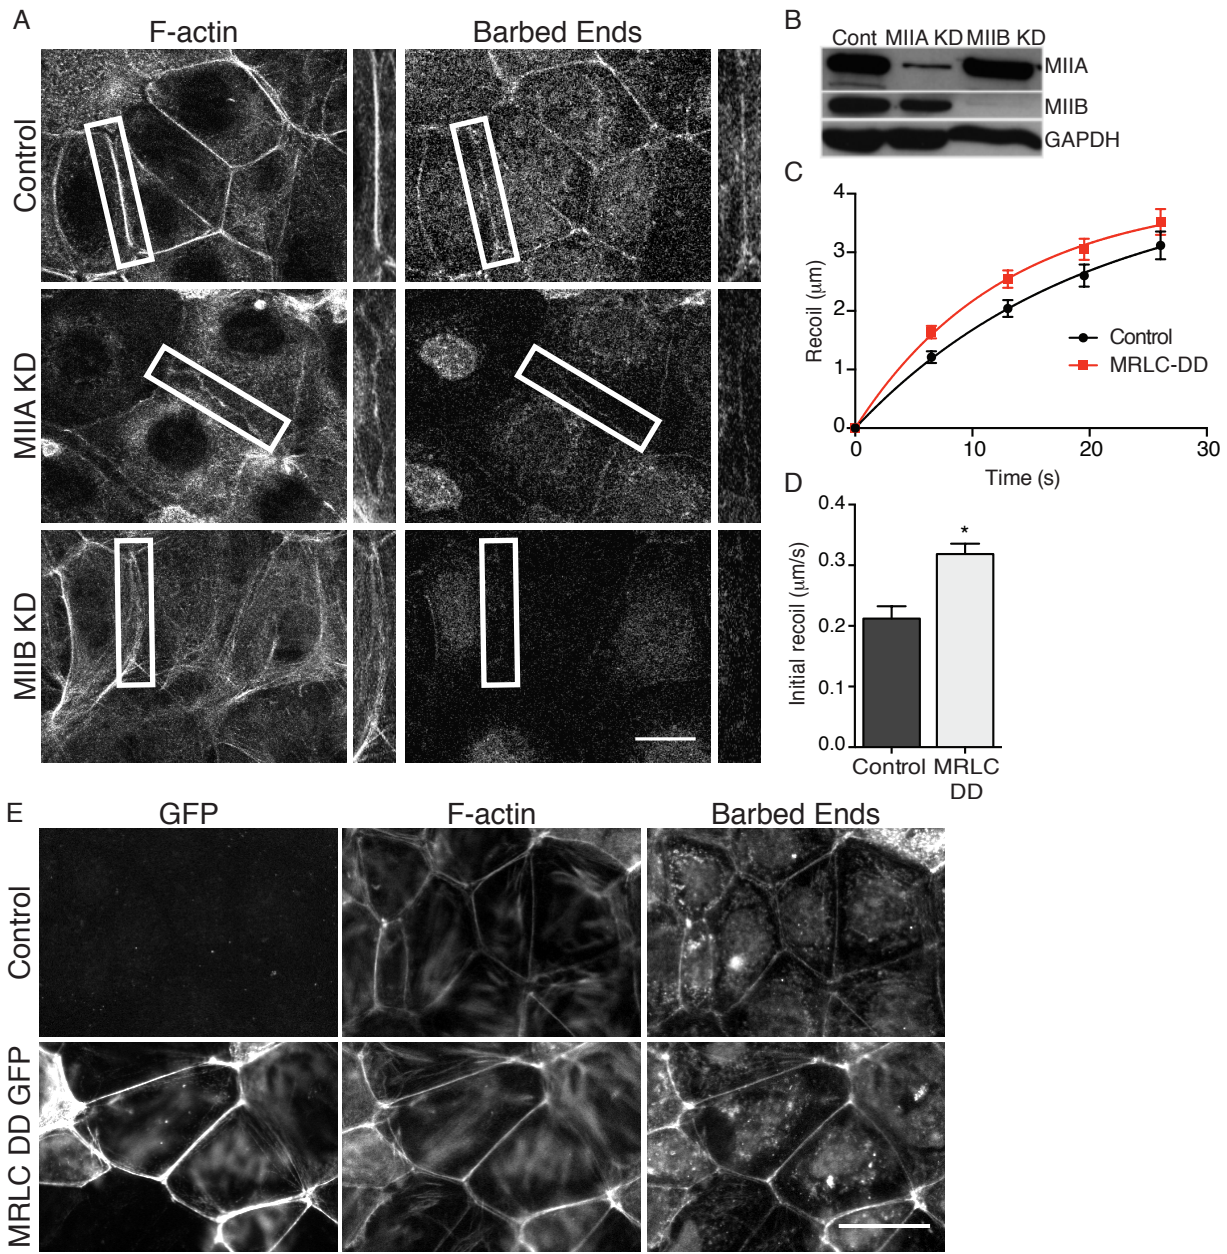 A
F-actin
Barbed Ends
Control
MIIA KD
MIIB KD
B
Cont MIIA KD MIIB KD
MIIA
MIIB
GAPDH
C
4
3
2
1
0
Recoil (μm)
0 10 20 30
Time (s)
Control
MRLC-DD
D
0.4
0.3
0.2
0.1
0.0
Initial recoil (μm/s)
*
Control MRLC
DD
E
GFP
F-actin
Barbed Ends
Control
MRLC DD GFP